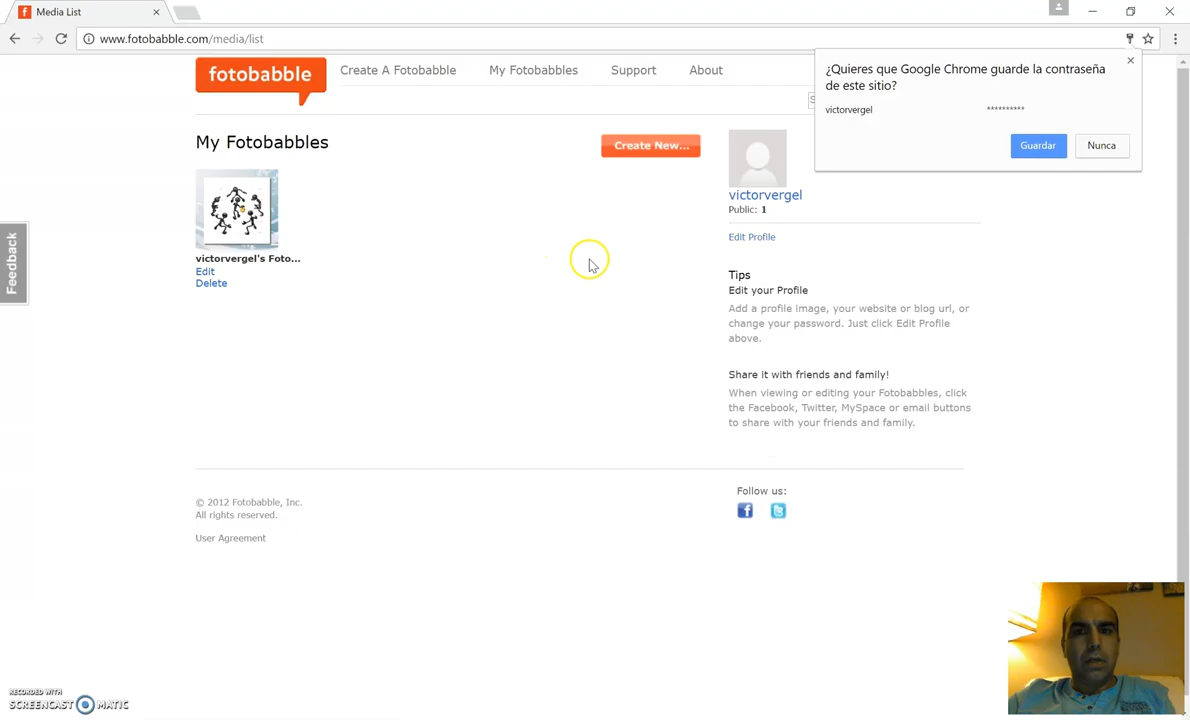 Media List
www.fotobabble.com/media/list
fotobabble
Create A Fotobabble
My Fotobabbles
Support
About
¿Quieres que Google Chrome guarde la contraseña
de este sitio?
victorvergel
**********
Guardar
Nunca
My Fotobabbles
Create New...
victorvergel
Public: 1
Edit Profile
victorvergel's Foto...
Edit
Delete
Feedback
Tips
Edit your Profile
Add a profile image, your website or blog url, or
change your password. Just click Edit Profile
above.
Share it with friends and family!
When viewing or editing your Fotobabbles, click
the Facebook, Twitter, MySpace or email buttons
to share with your friends and family.
© 2012 Fotobabble, Inc.
All rights reserved.
User Agreement
Follow us:
RECORDED WITH
SCREENCAST MATIC